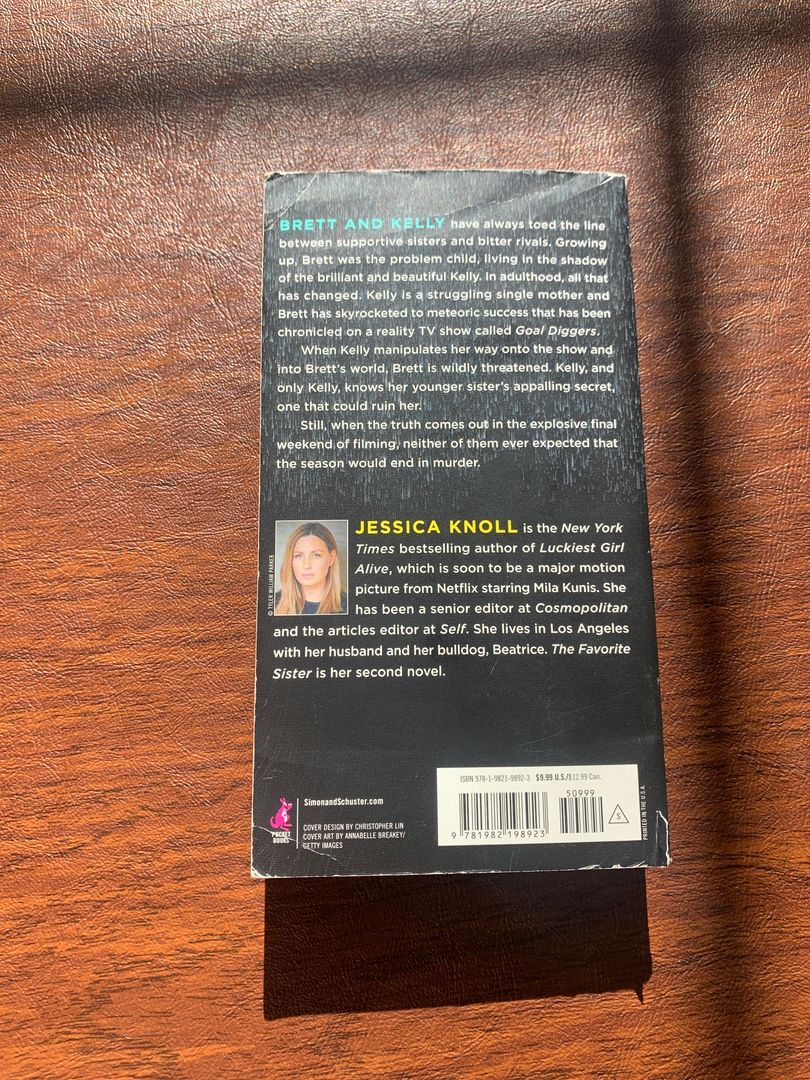 BRETT AND KELLY have always toed the line
between supportive sisters and bitter rivals. Growing
up, Brett was the problem child, living in the shadow
of the brilliant and beautiful Kelly. In adulthood, all that
has changed. Kelly is a struggling single mother and
Brett has skyrocketed to meteoric success that has been
chronicled on a reality TV show called Goal Diggers.
When Kelly manipulates her way onto the show and
into Brett's world, Brett is wildly threatened. Kelly, and
only Kelly, knows her younger sister's appalling secret,
one that could ruin her.
Still, when the truth comes out in the explosive final
weekend of filming, neither of them ever expected that
the season would end in murder.
© TYLER WILLIAM PARKER
JESSICA KNOLL is the New York
Times bestselling author of Luckiest Girl
Alive, which is soon to be a major motion
picture from Netflix starring Mila Kunis. She
has been a senior editor at Cosmopolitan
and the articles editor at Self. She lives in Los Angeles
with her husband and her bulldog, Beatrice. The Favorite
Sister is her second novel.
POCKET
BOOKS
SimonandSchuster.com
COVER DESIGN BY CHRISTOPHER LIN
COVER ART BY ANNABELLE BREAKEY/
GETTY IMAGES
ISBN 978-1-9821-9892-3 $9.99 U.S./$12.99 Can.
50999
9 781982 198923
S
PRINTED IN THE U.S.A.